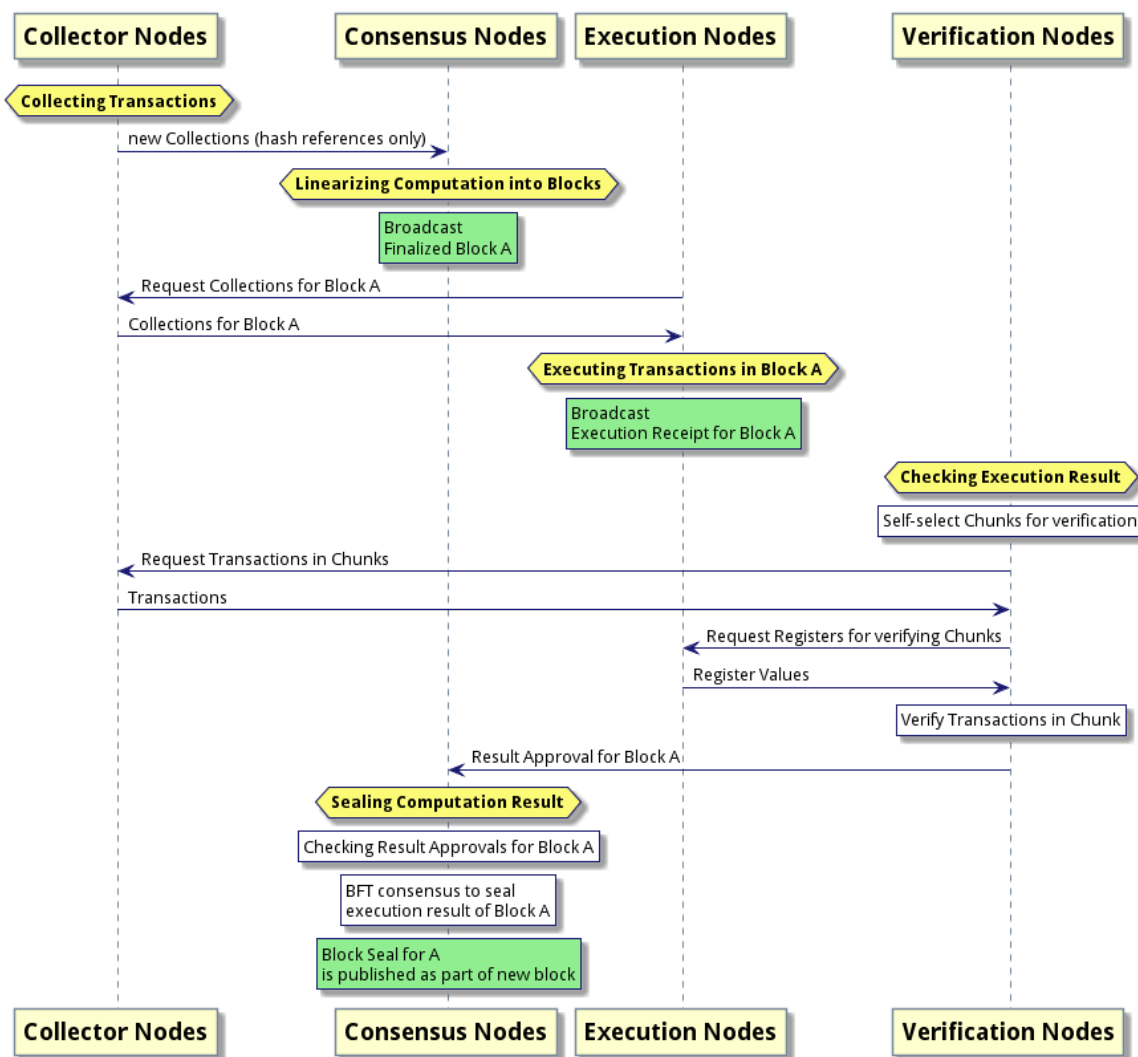 Collector Nodes
Consensus Nodes
Execution Nodes
Verification Nodes
Collecting Transactions
new Collections (hash references only)
Linearizing Computation into Blocks
Broadcast
Finalized Block A
Request Collections for Block A
Collections for Block A
Executing Transactions in Block A
Broadcast
Execution Receipt for Block A
Checking Execution Result
Self-select Chunks for verification
Request Transactions in Chunks
Transactions
Request Registers for verifying Chunks
Register Values
Verify Transactions in Chunk
Result Approval for Block A
Sealing Computation Result
Checking Result Approvals for Block A
BFT consensus to seal
execution result of Block A
Block Seal for A
is published as part of new block
Collector Nodes
Consensus Nodes
Execution Nodes
Verification Nodes